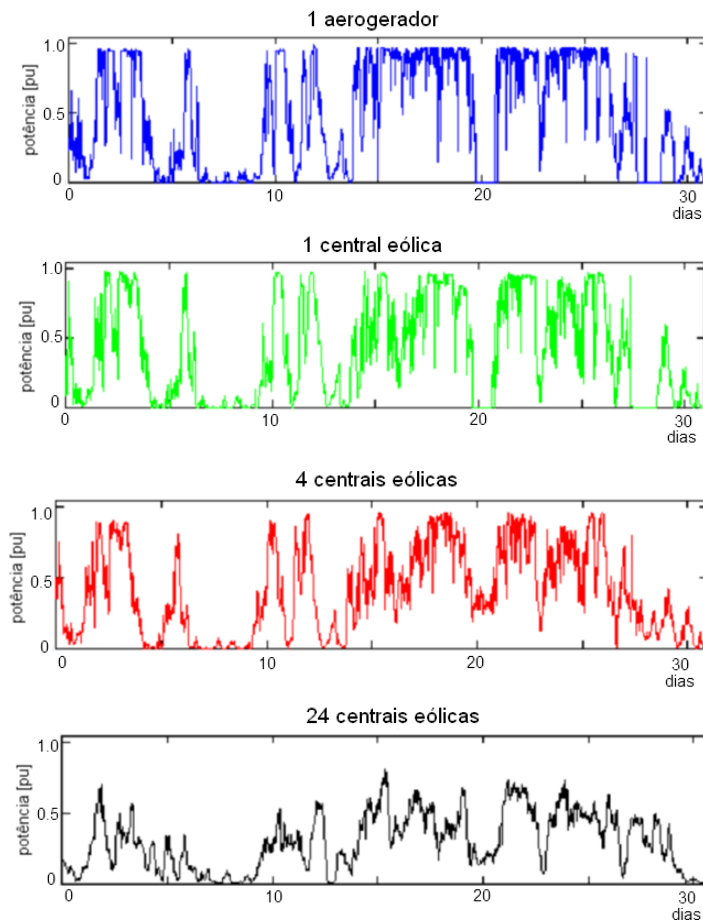 1 aerogerador
potência [pu]
1.0
0.5
0
0 10 20 30
dias
1 central eólica
potência [pu]
1.0
0.5
0
0 10 20 30
dias
4 centrais eólicas
potência [pu]
1.0
0.5
0
0 10 20 30
dias
24 centrais eólicas
potência [pu]
1.0
0.5
0
0 10 20 30
dias